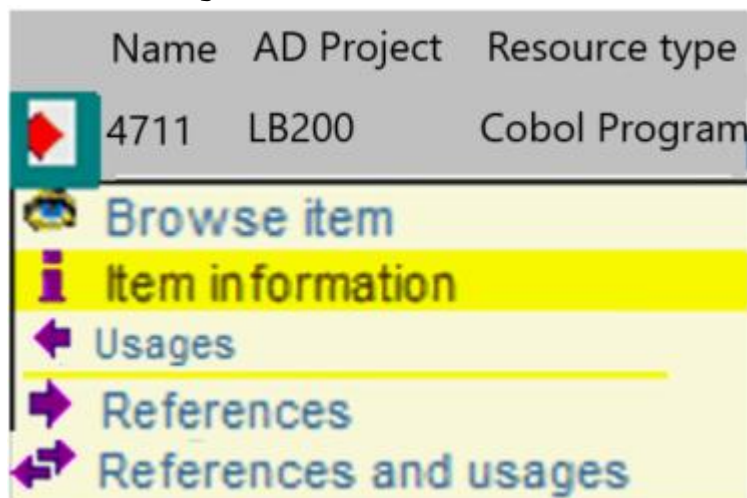 Name AD Project Resource type
4711 LB200 Cobol Program
Browse item
Item information
Usages
References
References and usages